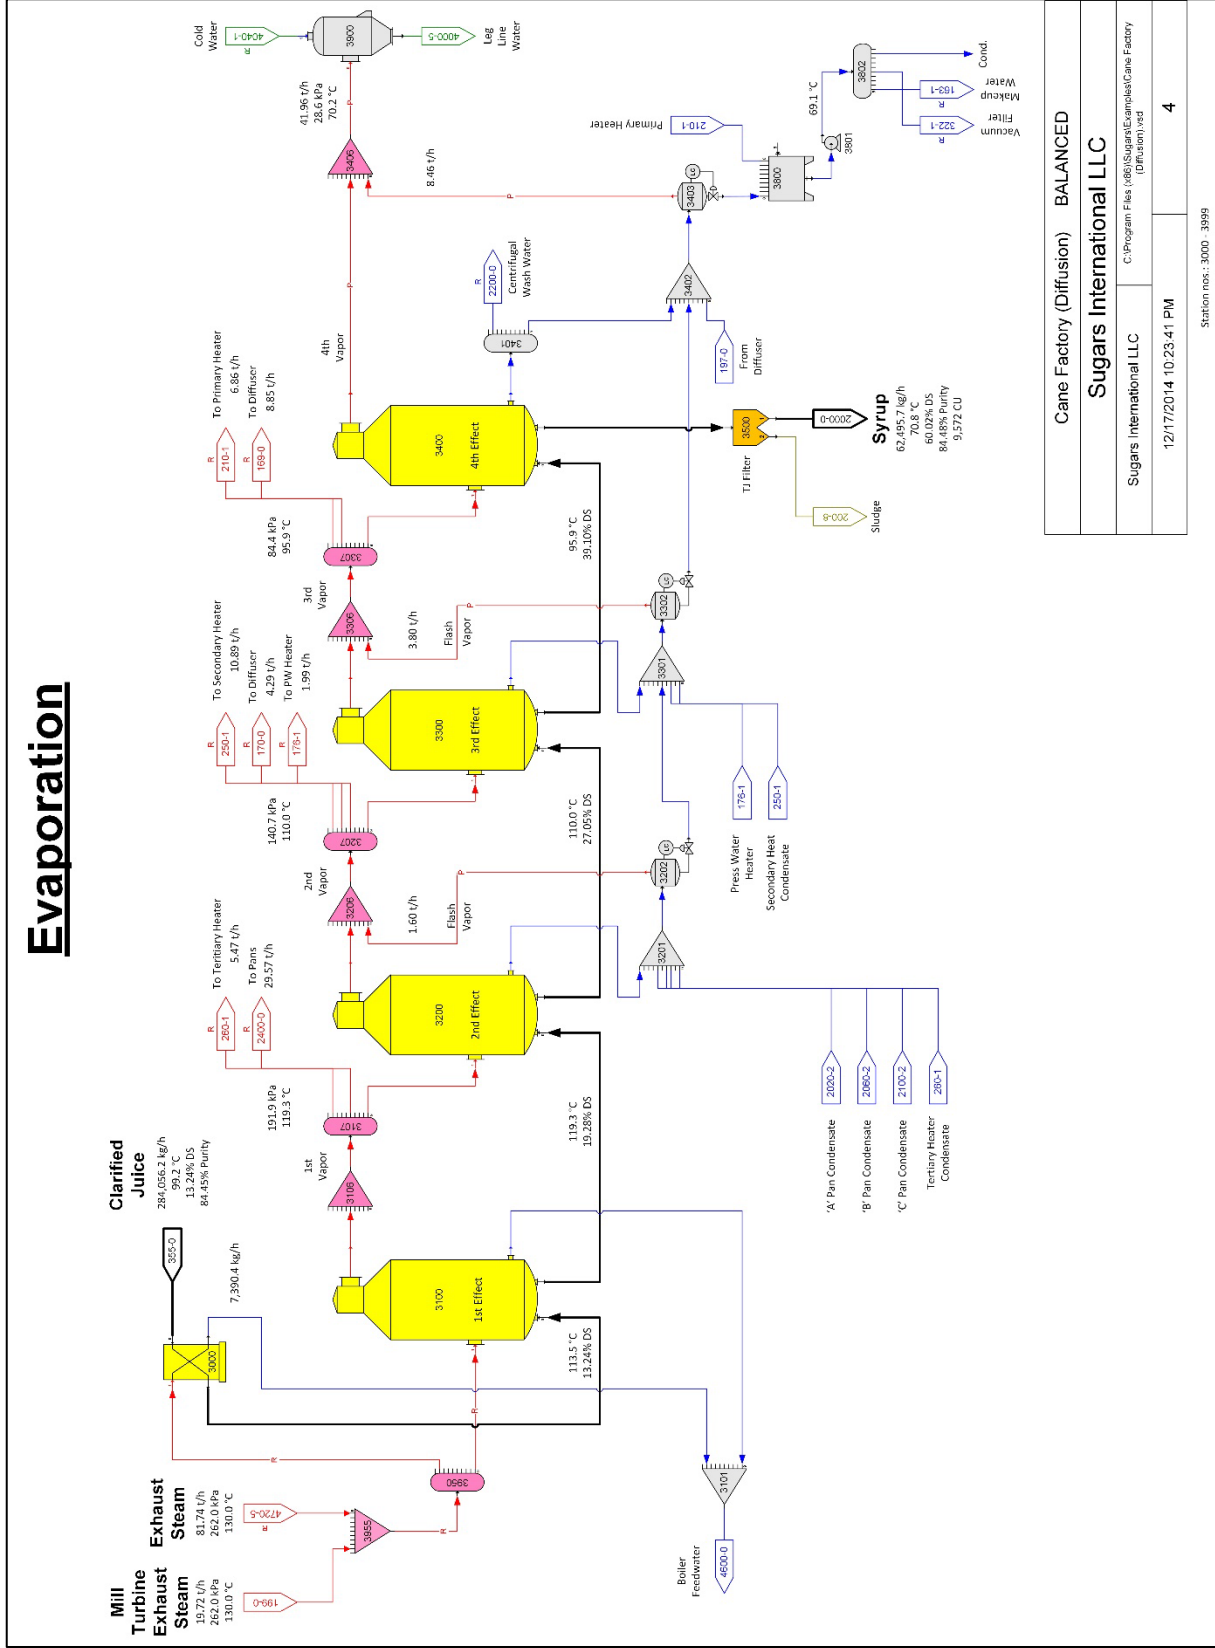 Evaporation
Mill
Turbine
Exhaust
Steam
19.72 t/h
262.0 kPa
130.0 °C
199-0
Exhaust
Steam
81.74 t/h
262.0 kPa
130.0 °C
R
4720-5
3955
R
3950
R
R
3000
Clarified
Juice
284,056.2 kg/h
99.2 °C
13.24% DS
84.45% Purity
355-0
7,390.4 kg/h
3100
1st Effect
113.5 °C
13.24% DS
3106
1st
Vapor
3107
191.9 kPa
119.3 °C
R
260-1
To Teritiary Heater
5.47 t/h
R
2400-0
To Pans
29.57 t/h
3200
2nd Effect
119.3 °C
19.28% DS
3206
2nd
Vapor
1.60 t/h
Flash
Vapor
P
3207
140.7 kPa
110.0 °C
R
250-1
To Secondary Heater
10.89 t/h
R
170-0
To Diffuser
4.29 t/h
R
176-1
To PW Heater
1.99 t/h
3300
3rd Effect
110.0 °C
27.05% DS
3306
3rd
Vapor
3.80 t/h
Flash
Vapor
P
3307
84.4 kPa
95.9 °C
R
210-1
To Primary Heater
6.86 t/h
R
169-0
To Diffuser
8.85 t/h
3400
4th Effect
95.9 °C
39.10% DS
4th
Vapor
P
3406
8.46 t/h
P
P
41.96 t/h
28.6 kPa
70.2 °C
3900
Cold
Water
4040-1
R
4000-5
Leg
Line
Water
3101
4600-0
Boiler
Feedwater
3201
3202
LC
2020-2
'A' Pan Condensate
2060-2
'B' Pan Condensate
2100-2
'C' Pan Condensate
260-1
Tertiary Heater
Condensate
3301
3302
LC
176-1
Press Water
Heater
250-1
Secondary Heat
Condensate
3401
R
2200-0
Centrifugal
Wash Water
3402
197-0
From
Diffuser
3403
LC
3500
TJ Filter
1
2
2000-0
Syrup
62,495.7 kg/h
70.8 °C
60.02% DS
84.48% Purity
9,572 CU
200-8
Sludge
Primary Heater
210-1
3800
3801
69.1 °C
3802
322-1
R
Vacuum
Filter
163-1
R
Makeup
Water
Cond.
Cane Factory (Diffusion) BALANCED
Sugars International LLC
Sugars International LLC
C:\Program Files (x86)\Sugars\Examples\Cane Factory
(Diffusion).vsd
12/17/2014 10:23:41 PM
4
Station nos.: 3000 - 3999